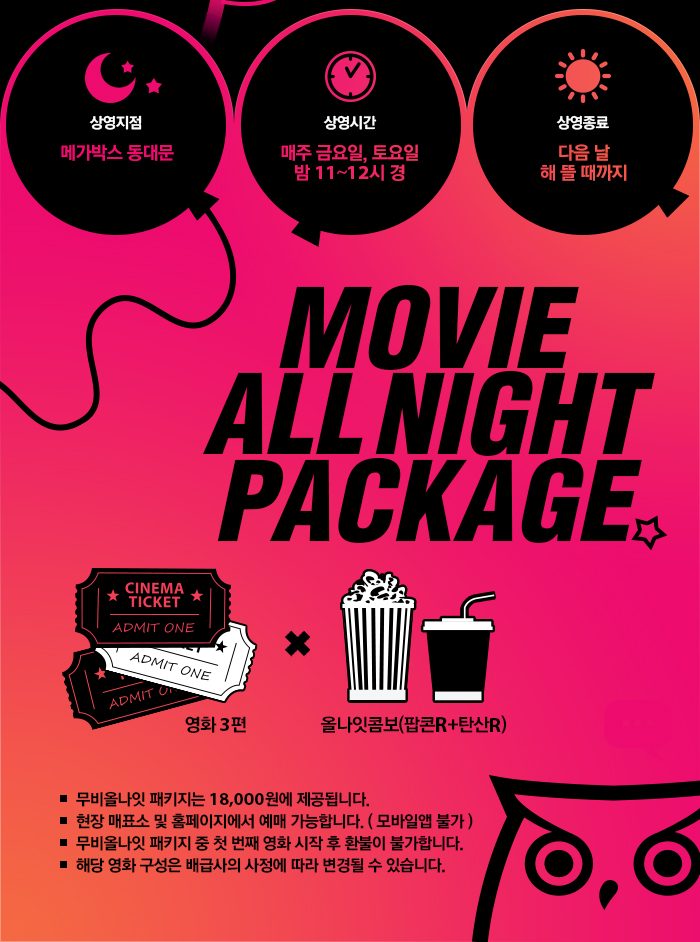 상영지점
메가박스 동대문
상영시간
매주 금요일, 토요일
밤 11~12시 경
상영종료
다음 날
해 뜰 때까지
MOVIE
ALL NIGHT
PACKAGE
CINEMA
TICKET
ADMIT ONE
ADMIT ONE
ADMIT
영화 3편
올나잇콤보(팝콘R+탄산R)
무비올나잇 패키지는 18,000원에 제공됩니다.
현장 매표소 및 홈페이지에서 예매 가능합니다. ( 모바일앱 불가 )
무비올나잇 패키지 중 첫 번째 영화 시작 후 환불이 불가합니다.
해당 영화 구성은 배급사의 사정에 따라 변경될 수 있습니다.